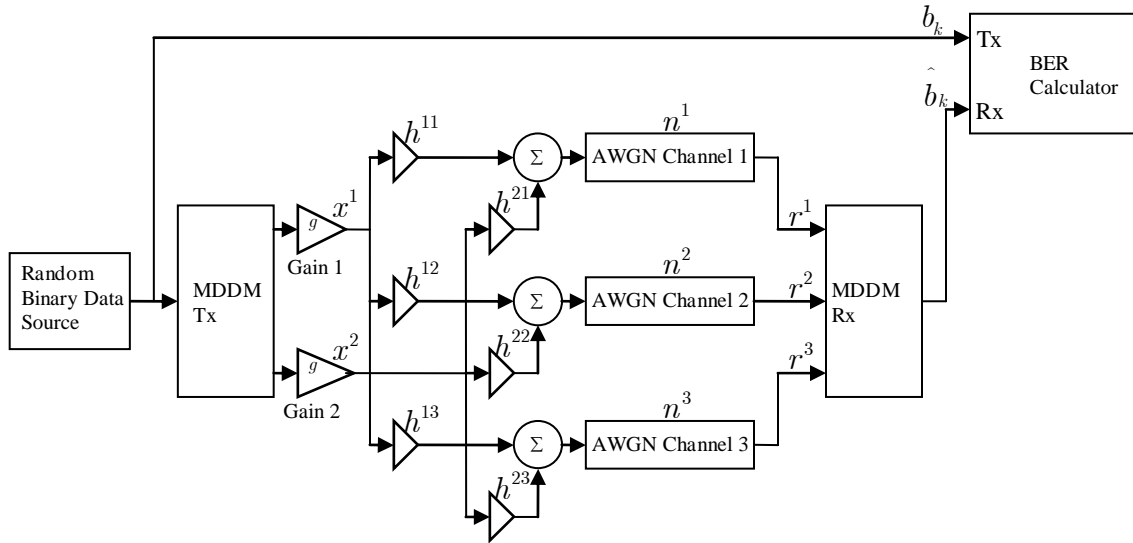 b_k
Tx
BER
Calculator
b̂_k
Rx
h^{11}
Σ
n^1
AWGN Channel 1
h^{21}
r^1
x^1
g
Gain 1
Random
Binary Data
Source
MDDM
Tx
h^{12}
Σ
n^2
AWGN Channel 2
r^2
MDDM
Rx
h^{22}
x^2
g
Gain 2
r^3
h^{13}
Σ
n^3
AWGN Channel 3
h^{23}